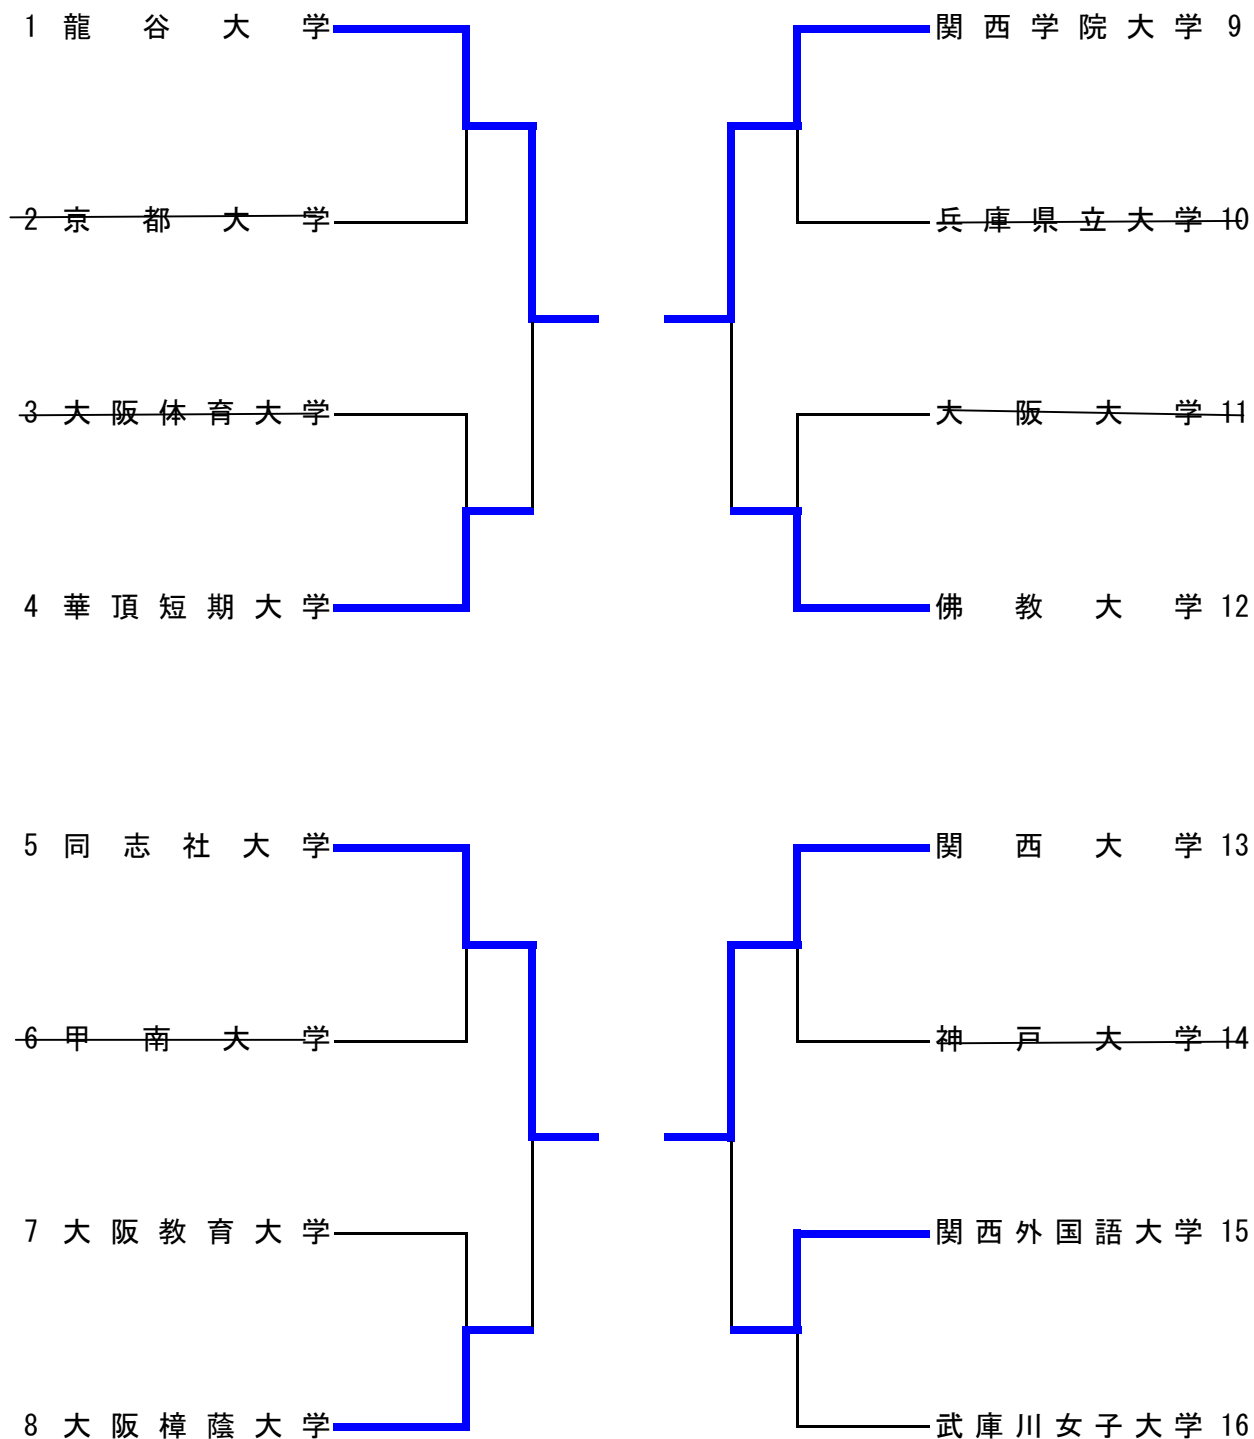 1 龍谷大学
2 京都大学
3 大阪体育大学
4 華頂短期大学
5 同志社大学
6 甲南大学
7 大阪教育大学
8 大阪樟蔭大学
関西学院大学 9
兵庫県立大学 10
大阪大学 11
佛教大学 12
関西大学 13
神戸大学 14
関西外国語大学 15
武庫川女子大学 16